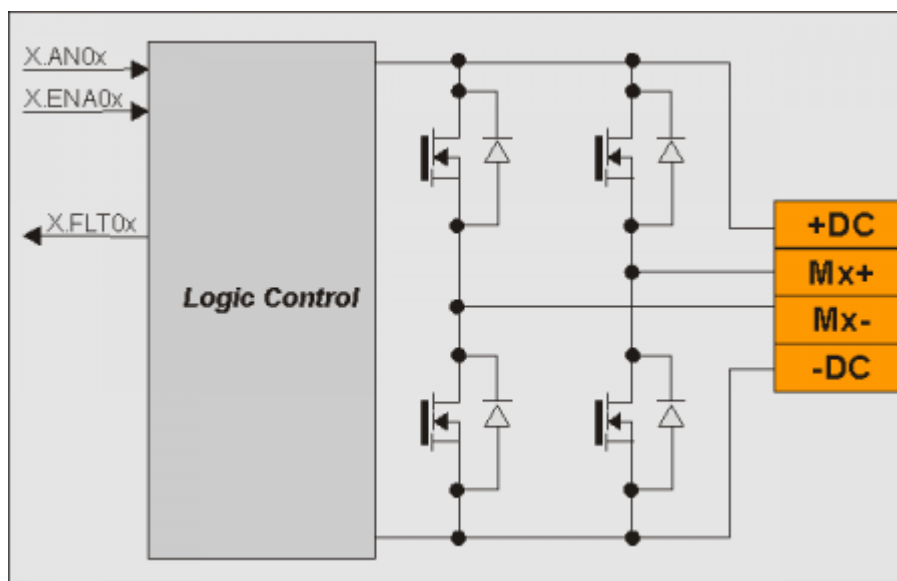 X.AN0x
X.ENA0x
X.FLT0x
Logic Control
+DC
Mx+
Mx-
-DC